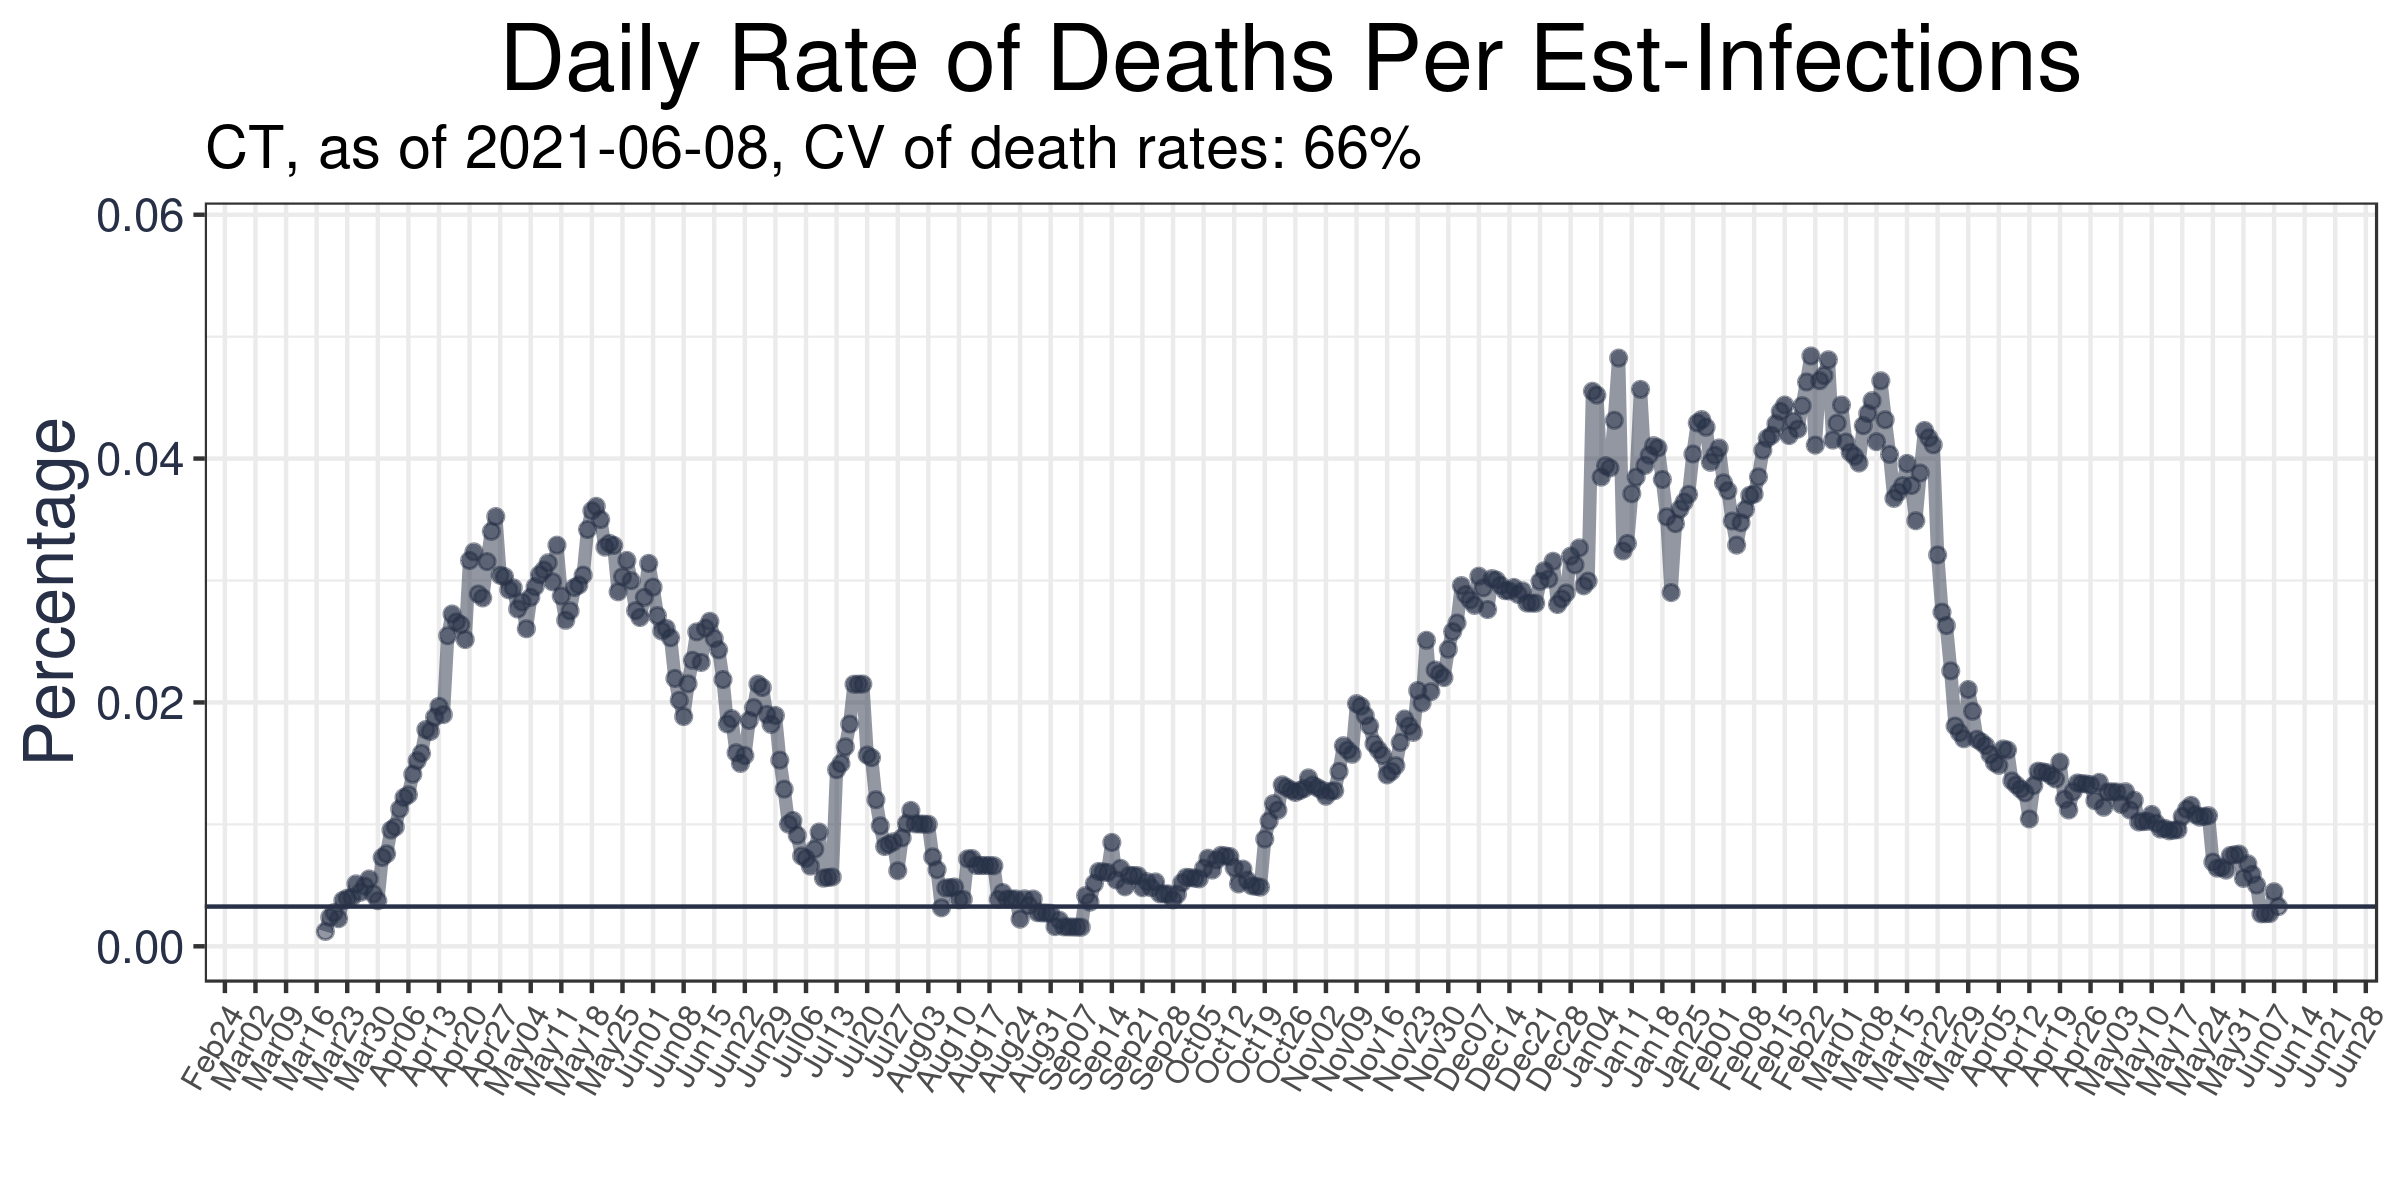 Daily Rate of Deaths Per Est-Infections
CT, as of 2021-06-08, CV of death rates: 66%
Percentage
0.06
0.04
0.02
0.00
Feb24
Mar02
Mar09
Mar16
Mar23
Mar30
Apr06
Apr13
Apr20
Apr27
May04
May11
May18
May25
Jun01
Jun08
Jun15
Jun22
Jun29
Jul06
Jul13
Jul20
Jul27
Aug03
Aug10
Aug17
Aug24
Aug31
Sep07
Sep14
Sep21
Sep28
Oct05
Oct12
Oct19
Oct26
Nov02
Nov09
Nov16
Nov23
Nov30
Dec07
Dec14
Dec21
Dec28
Jan04
Jan11
Jan18
Jan25
Feb01
Feb08
Feb15
Feb22
Mar01
Mar08
Mar15
Mar22
Mar29
Apr05
Apr12
Apr19
Apr26
May03
May10
May17
May24
May31
Jun07
Jun14
Jun21
Jun28